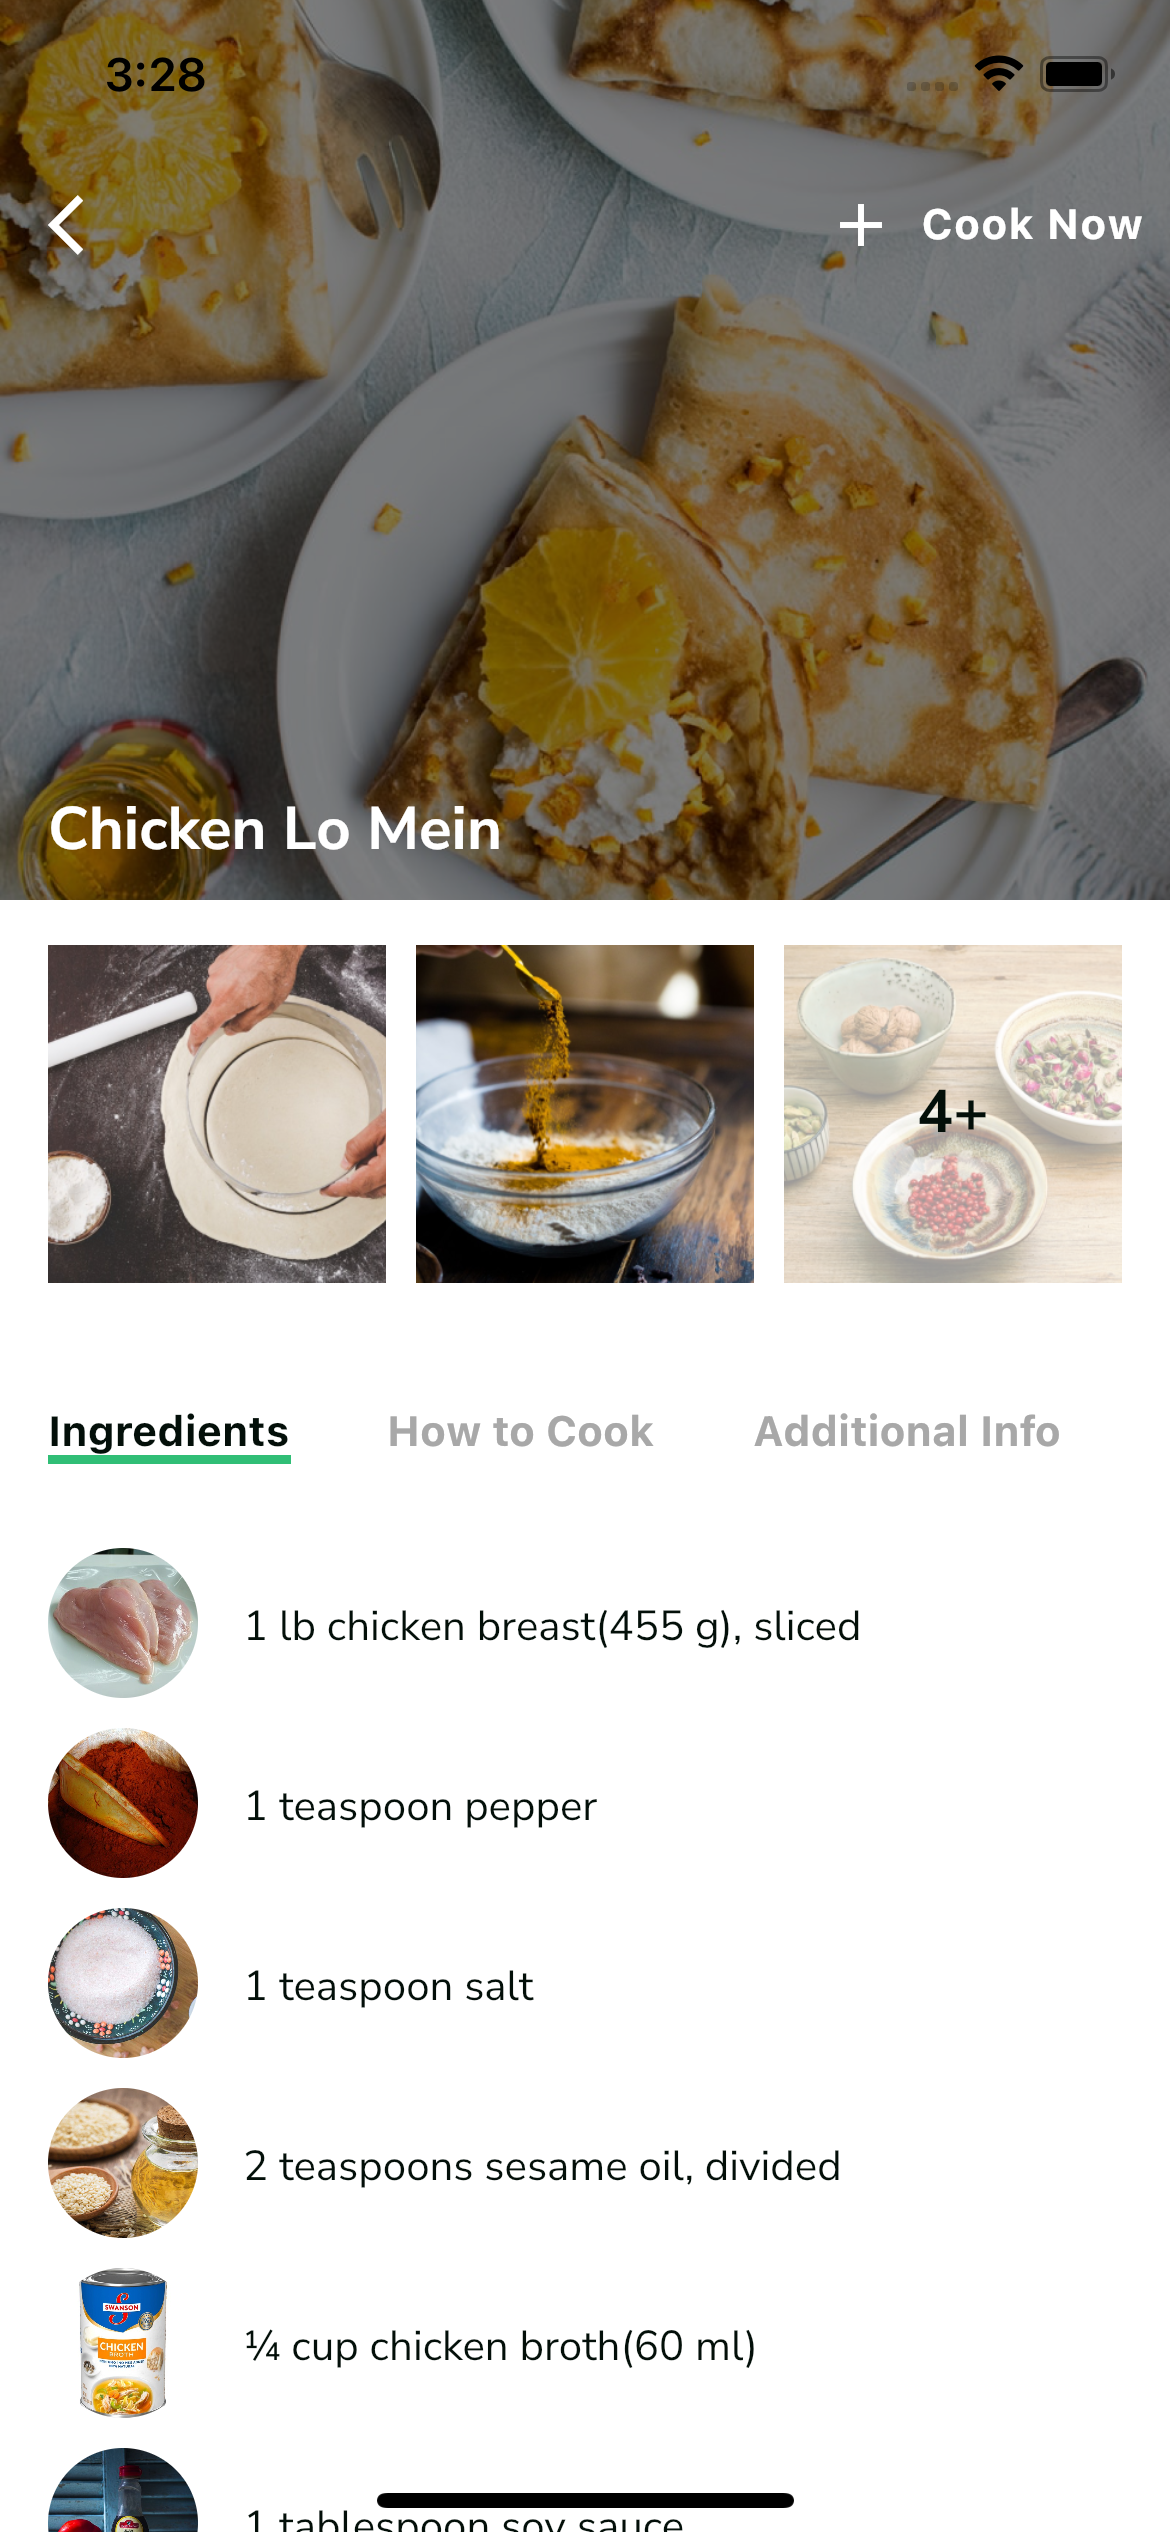 3:28
Cook Now
Chicken Lo Mein
4+
Ingredients How to Cook Additional Info
1 lb chicken breast(455 g), sliced
1 teaspoon pepper
1 teaspoon salt
2 teaspoons sesame oil, divided
SWANSON
CHICKEN
BROTH
¼ cup chicken broth(60 ml)
1 tablespoon soy sauce